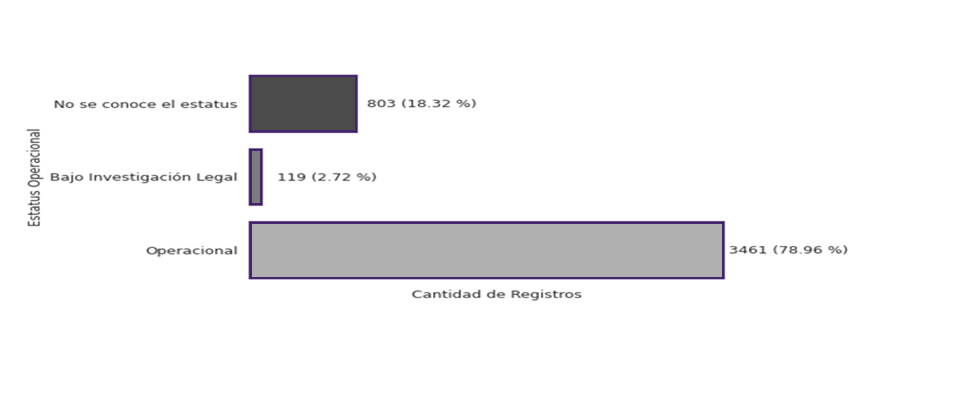 Estatus Operacional
No se conoce el estatus 803 (18.32 %)
Bajo Investigación Legal 119 (2.72 %)
Operacional 3461 (78.96 %)
Cantidad de Registros